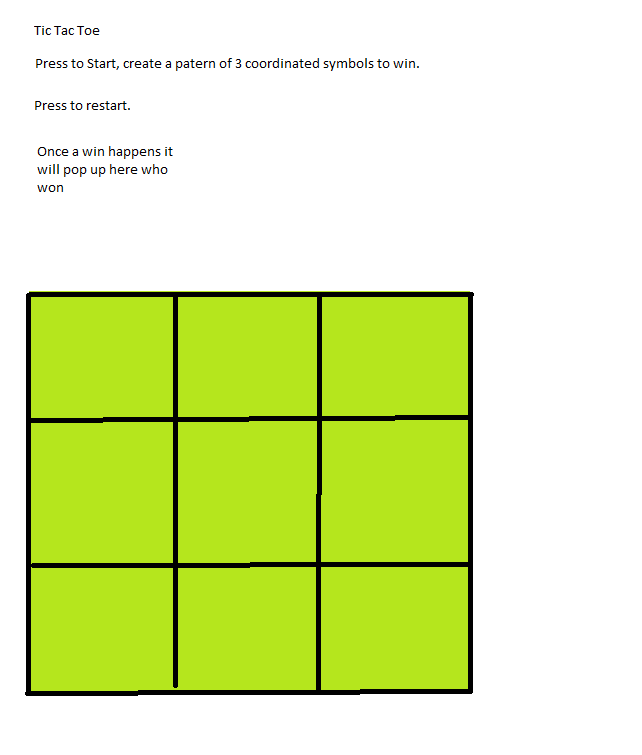 Tic Tac Toe
Press to Start, create a patern of 3 coordinated symbols to win.
Press to restart.
Once a win happens it
will pop up here who
won